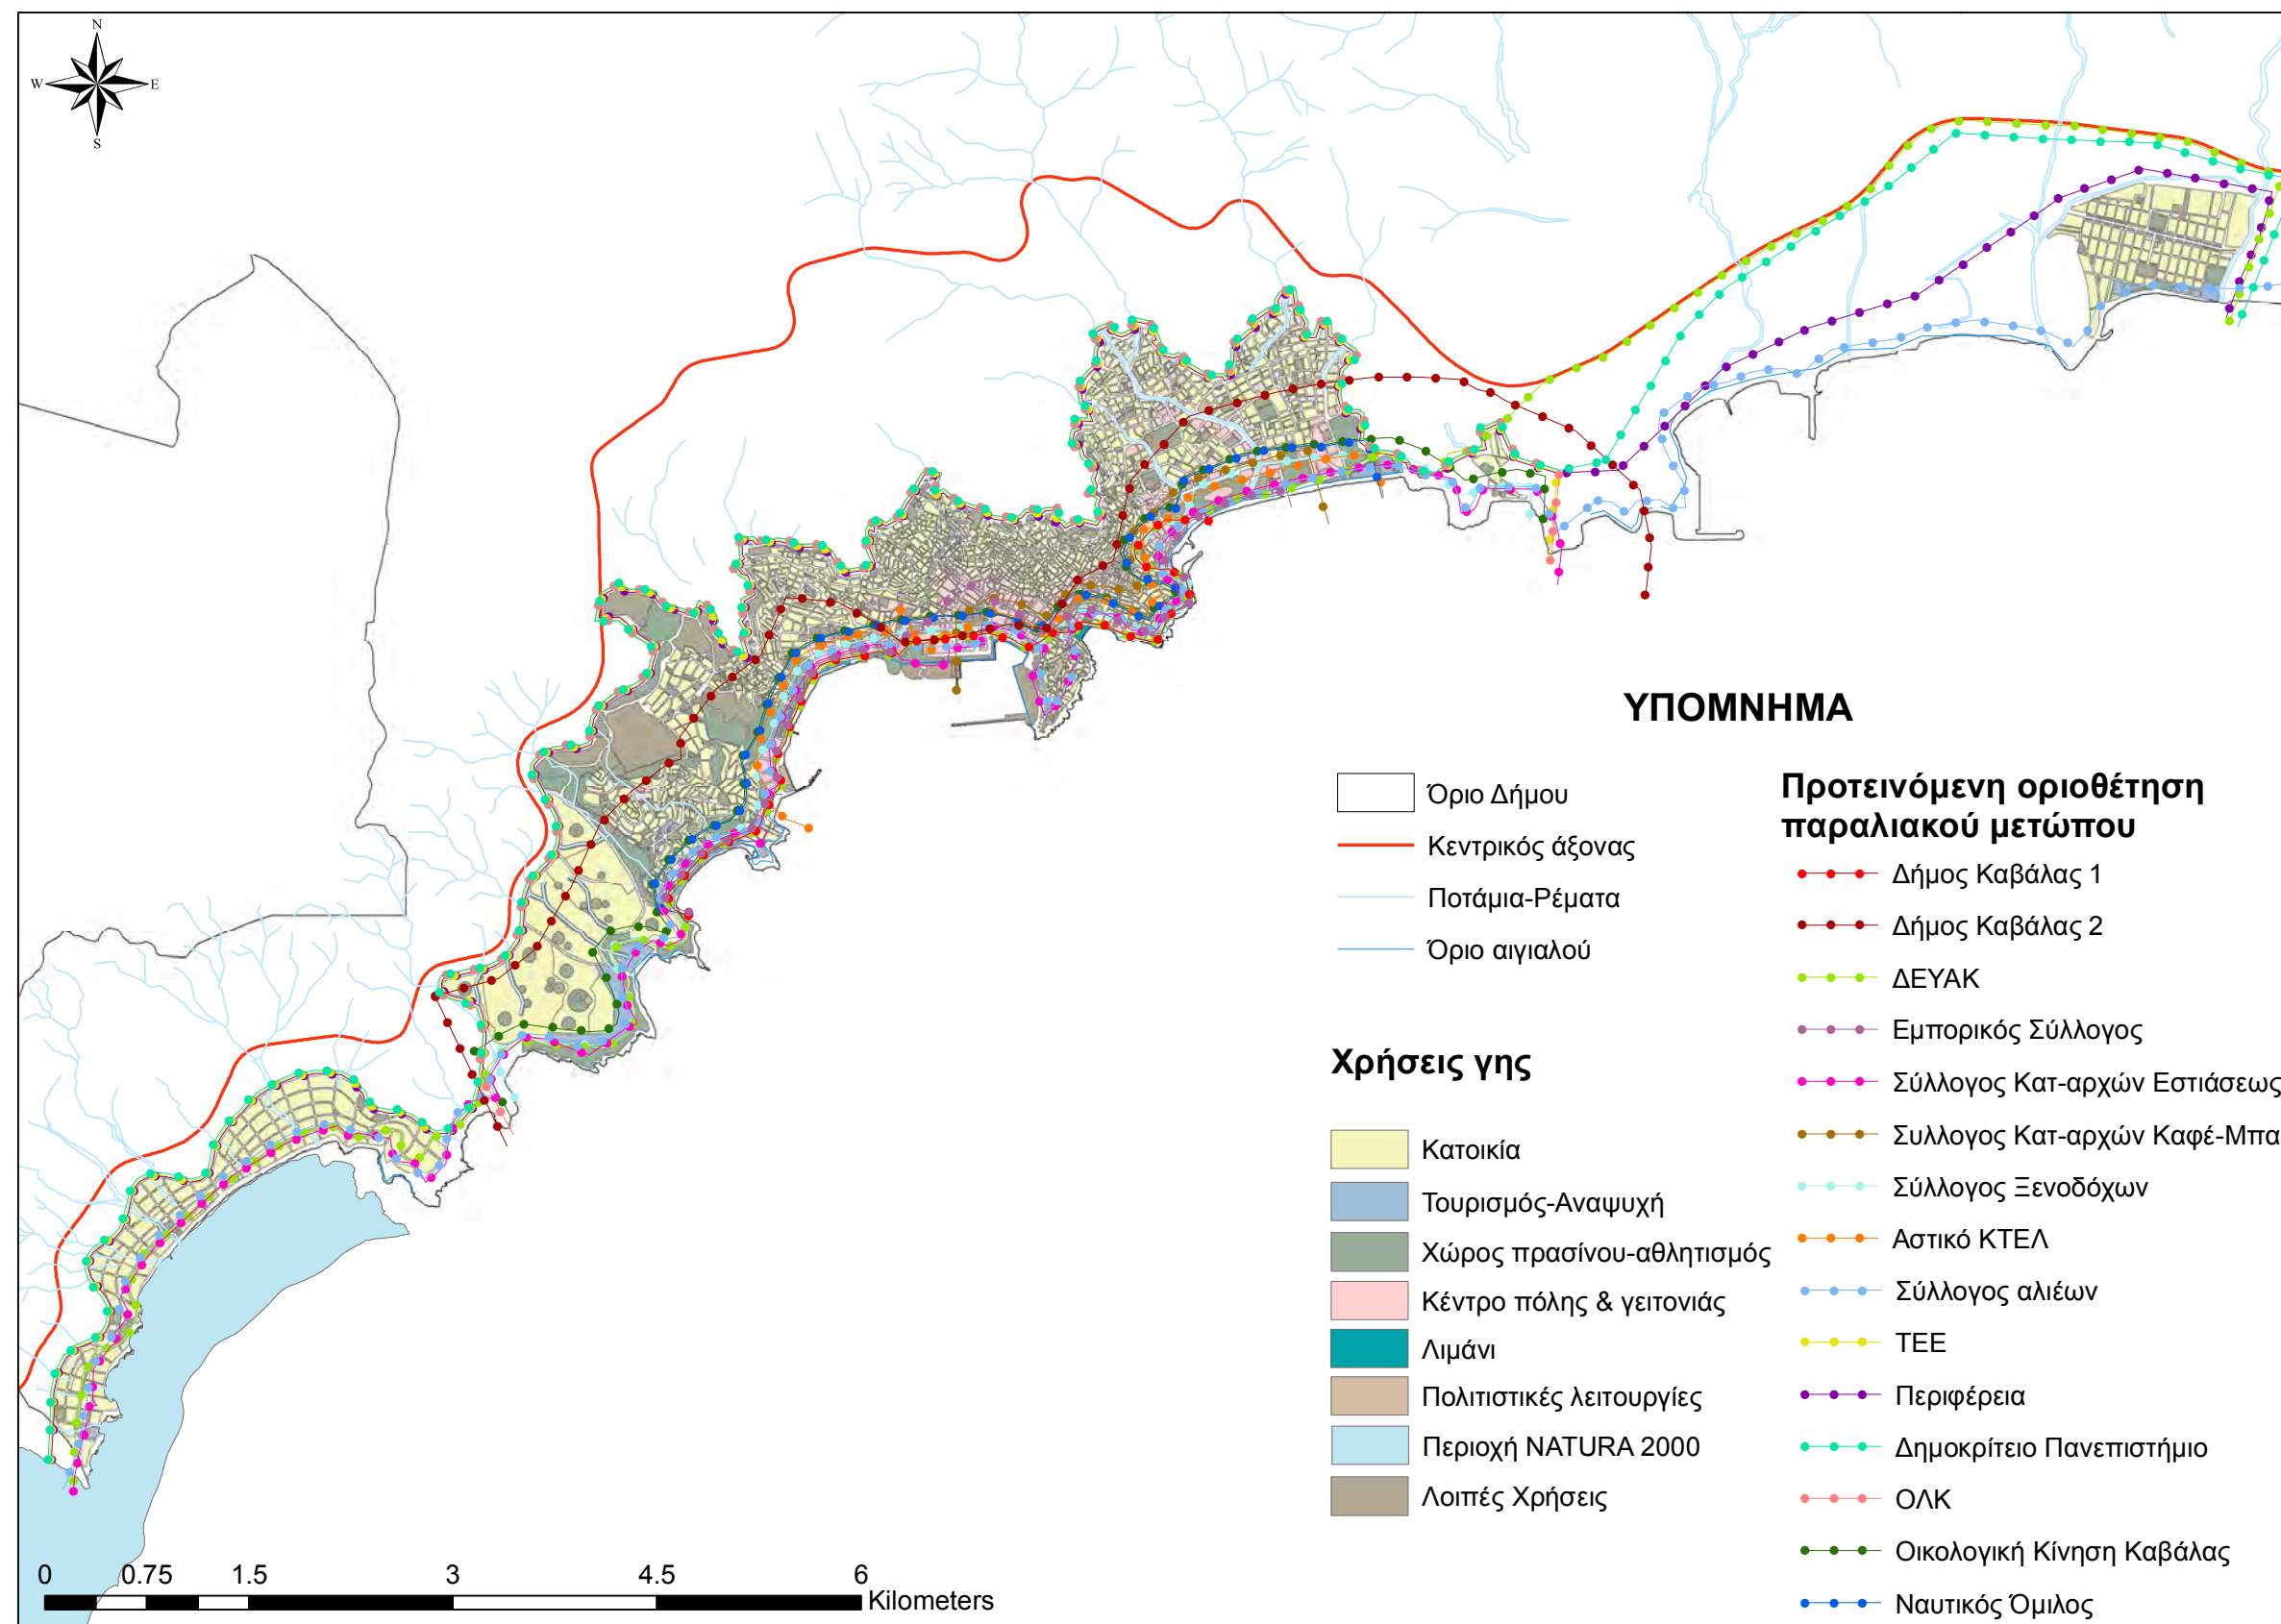 N
W
E
S
ΥΠΟΜΝΗΜΑ
Όριο Δήμου
Κεντρικός άξονας
Ποτάμια-Ρέματα
Όριο αιγιαλού
Χρήσεις γης
Κατοικία
Τουρισμός-Αναψυχή
Χώρος πρασίνου-αθλητισμός
Κέντρο πόλης & γειτονιάς
Λιμάνι
Πολιτιστικές λειτουργίες
Περιοχή NATURA 2000
Λοιπές Χρήσεις
Προτεινόμενη οριοθέτηση
παραλιακού μετώπου
Δήμος Καβάλας 1
Δήμος Καβάλας 2
ΔΕΥΑΚ
Εμπορικός Σύλλογος
Σύλλογος Κατ-αρχών Εστιάσεως
Συλλογος Κατ-αρχών Καφέ-Μπα
Σύλλογος Ξενοδόχων
Αστικό ΚΤΕΛ
Σύλλογος αλιέων
ΤΕΕ
Περιφέρεια
Δημοκρίτειο Πανεπιστήμιο
ΟΛΚ
Οικολογική Κίνηση Καβάλας
Ναυτικός Όμιλος
0 0.75 1.5 3 4.5 6
Kilometers